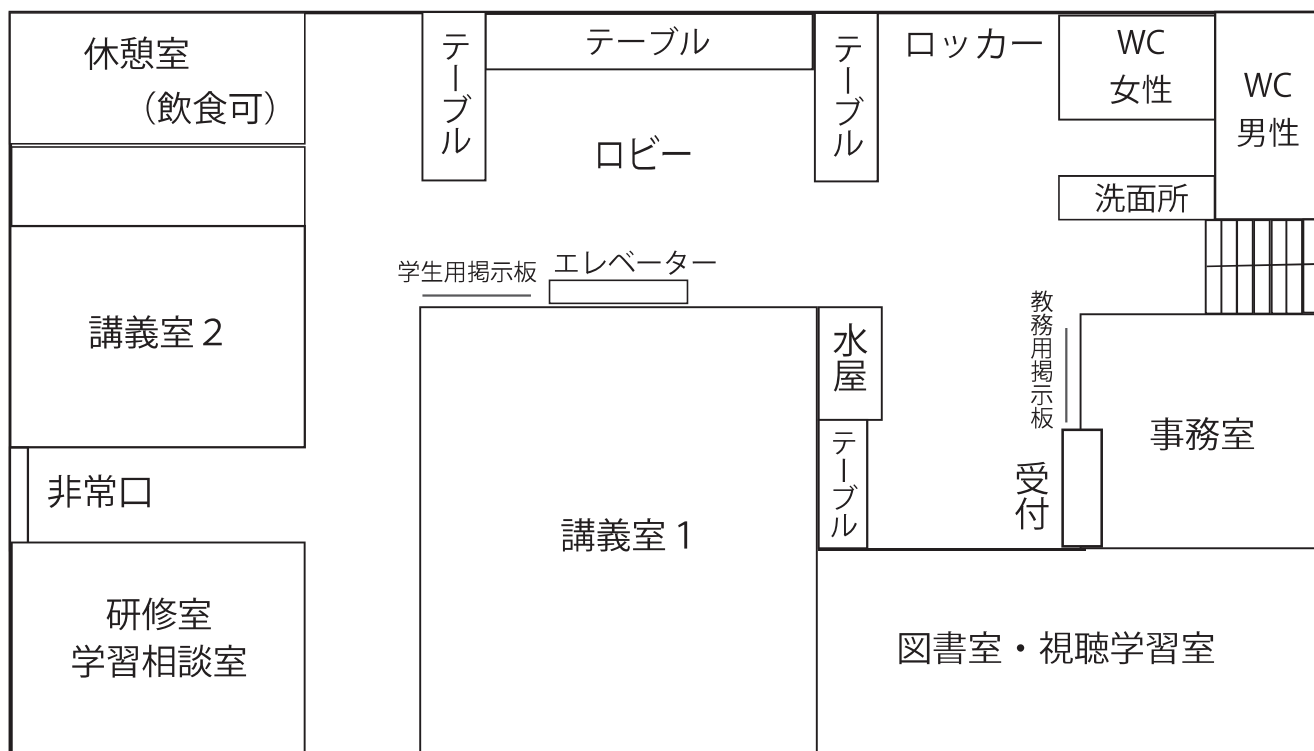 休憩室
（飲食可）
テーブル
テーブル
テーブル
ロッカー
WC
女性
WC
男性
ロビー
洗面所
学生用掲示板
エレベーター
講義室２
水屋
教務用掲示板
事務室
テーブル
受付
非常口
講義室１
研修室
学習相談室
図書室・視聴学習室